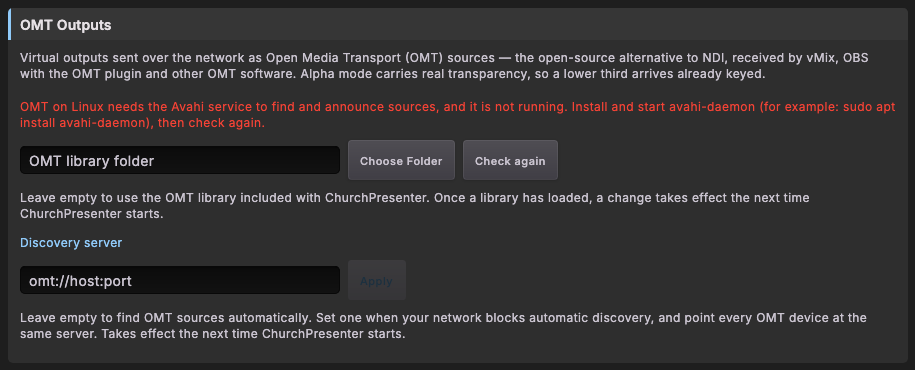 OMT Outputs
Virtual outputs sent over the network as Open Media Transport (OMT) sources — the open-source alternative to NDI, received by vMix, OBS
with the OMT plugin and other OMT software. Alpha mode carries real transparency, so a lower third arrives already keyed.
OMT on Linux needs the Avahi service to find and announce sources, and it is not running. Install and start avahi-daemon (for example: sudo apt
install avahi-daemon), then check again.
OMT library folder
Choose Folder
Check again
Leave empty to use the OMT library included with ChurchPresenter. Once a library has loaded, a change takes effect the next time
ChurchPresenter starts.
Discovery server
omt://host:port
Apply
Leave empty to find OMT sources automatically. Set one when your network blocks automatic discovery, and point every OMT device at the
same server. Takes effect the next time ChurchPresenter starts.